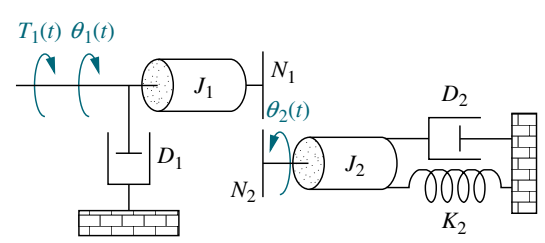 T₁(t) θ₁(t)
J₁
N₁
D₁
θ₂(t)
N₂
J₂
D₂
K₂